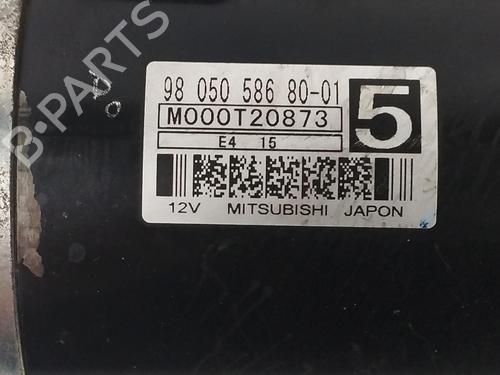 B-PARTS
98 050 586 80-01
5
M000T20873
E4 15
12V MITSUBISHI JAPON